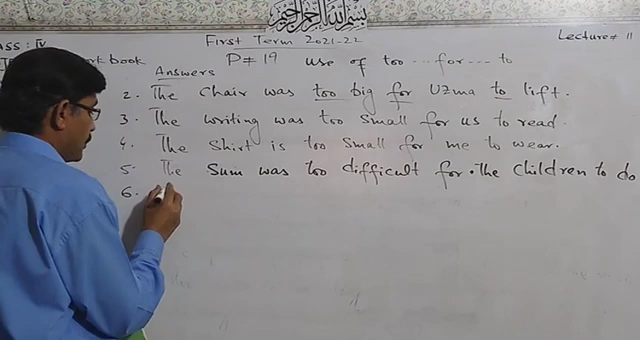 بسم الله الرحمن الرحيم
ASS: IV First Term 2021-22 Lecture# 11
rk book P# 19 use of too ... for ... to
Answers
2. The Chair was too big for Uzma to lift.
3. The writing was too small for us to read.
4. The Shirt is too small for me to wear.
5. The Sum was too difficult for the children to do
6.